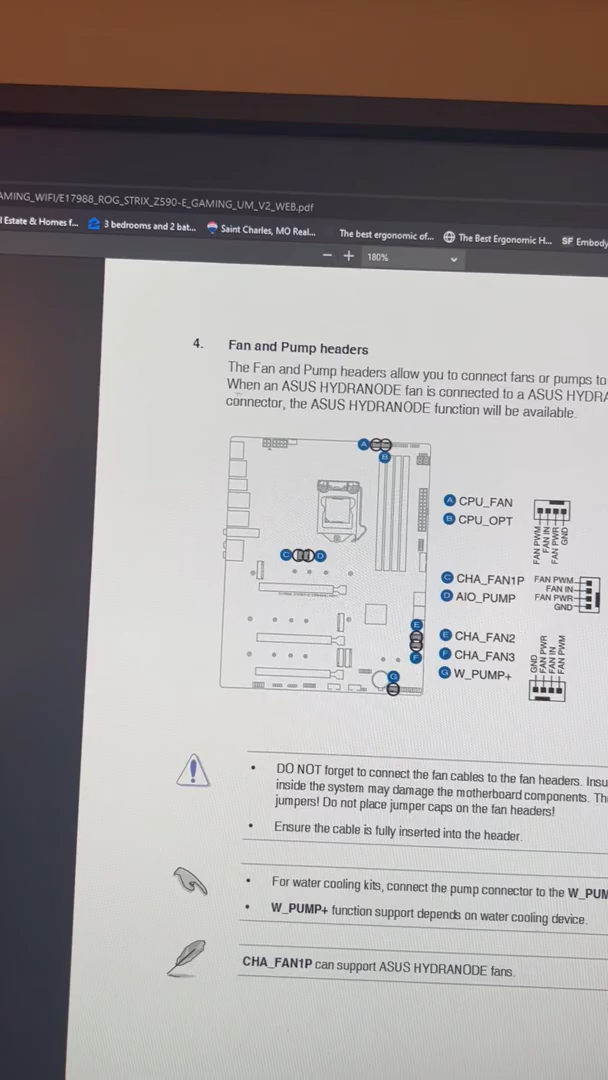 AMING_WIFI/E17988_ROG_STRIX_Z590-E_GAMING_UM_V2_WEB.pdf
l Estate & Homes f...
3 bedrooms and 2 bat...
Saint Charles, MO Real...
The best ergonomic of...
The Best Ergonomic H...
SF Embody
− + 180%
4. Fan and Pump headers
The Fan and Pump headers allow you to connect fans or pumps to
When an ASUS HYDRANODE fan is connected to a ASUS HYDRA
connector, the ASUS HYDRANODE function will be available.
A
B
C D
E
F
G
A CPU_FAN
B CPU_OPT
FAN PWM
FAN IN
FAN PWR
GND
C CHA_FAN1P
D AIO_PUMP
FAN PWM
FAN IN
FAN PWR
GND
E CHA_FAN2
F CHA_FAN3
G W_PUMP+
GND
FAN PWR
FAN IN
FAN PWM
• DO NOT forget to connect the fan cables to the fan headers. Insu
inside the system may damage the motherboard components. Th
jumpers! Do not place jumper caps on the fan headers!
• Ensure the cable is fully inserted into the header.
• For water cooling kits, connect the pump connector to the W_PUM
• W_PUMP+ function support depends on water cooling device.
CHA_FAN1P can support ASUS HYDRANODE fans.